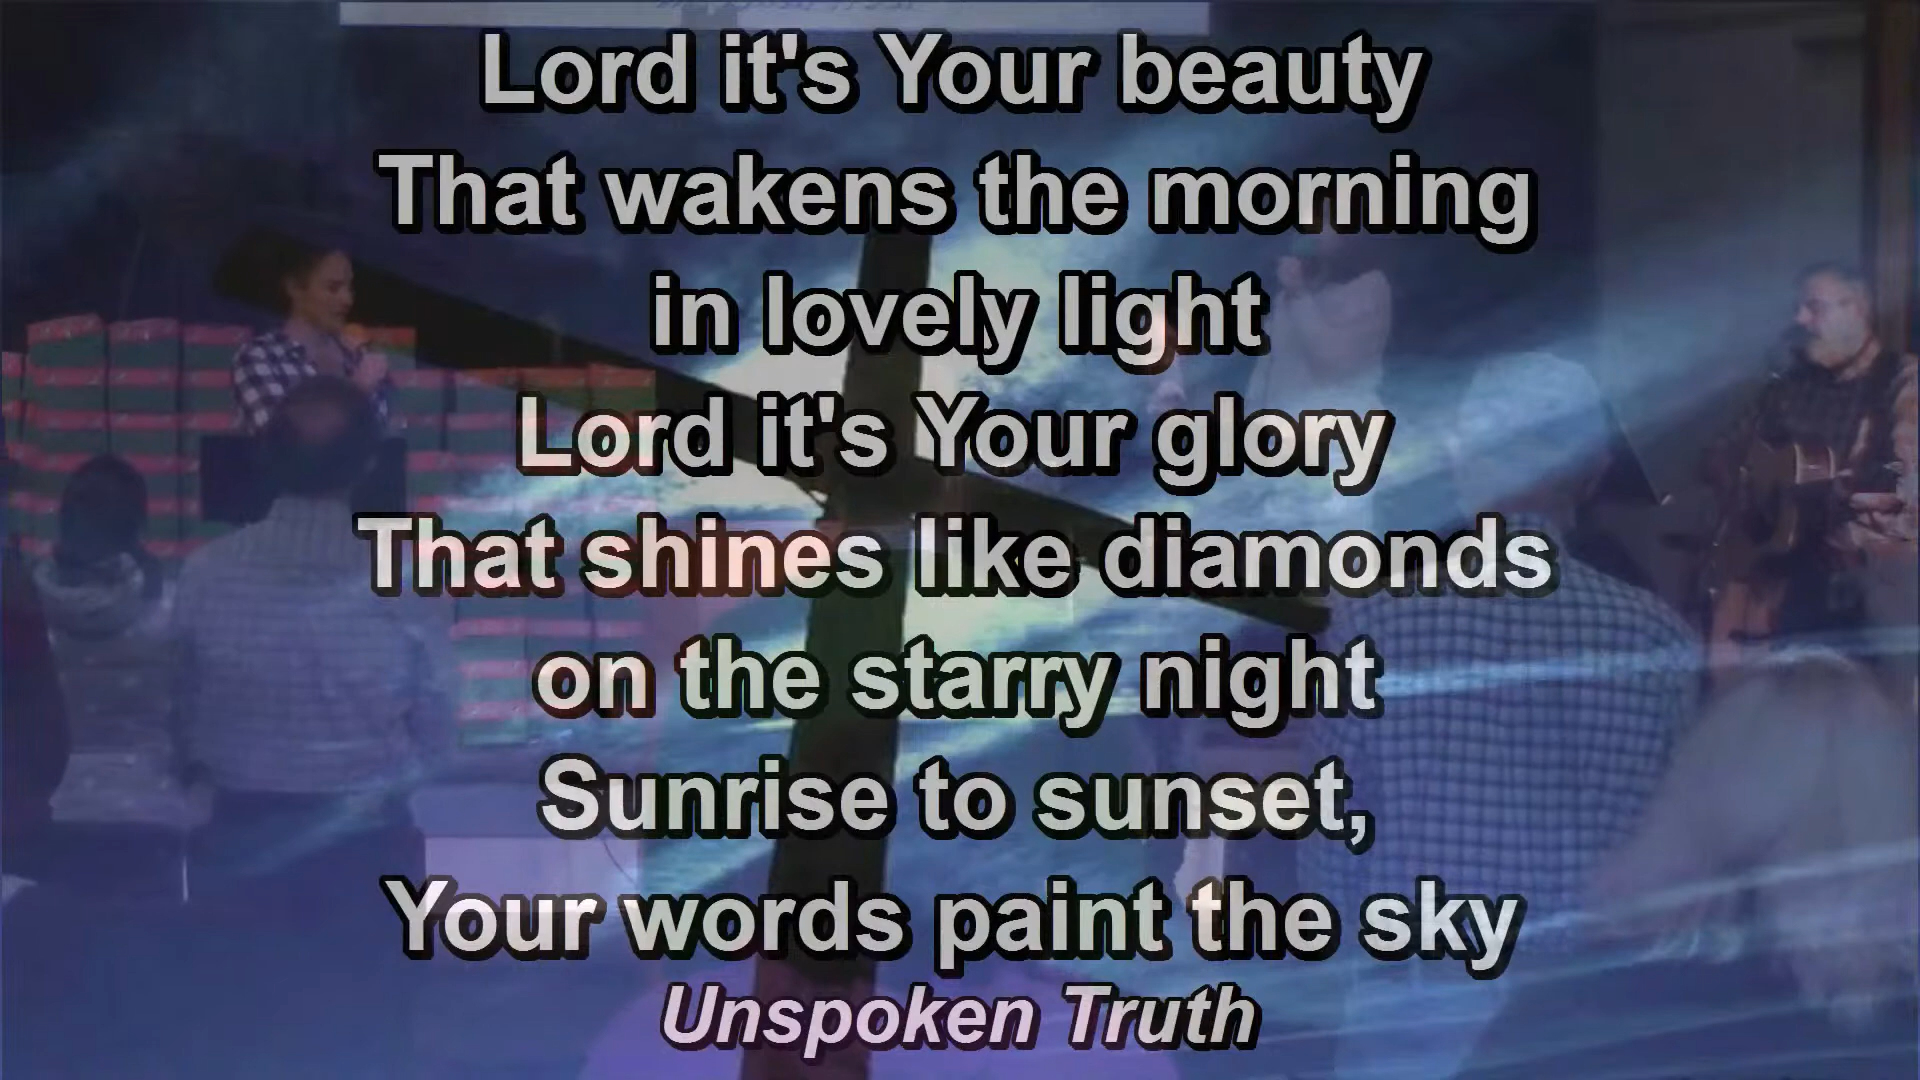 Lord it's Your beauty
That wakens the morning
in lovely light
Lord it's Your glory
That shines like diamonds
on the starry night
Sunrise to sunset,
Your words paint the sky
Unspoken Truth